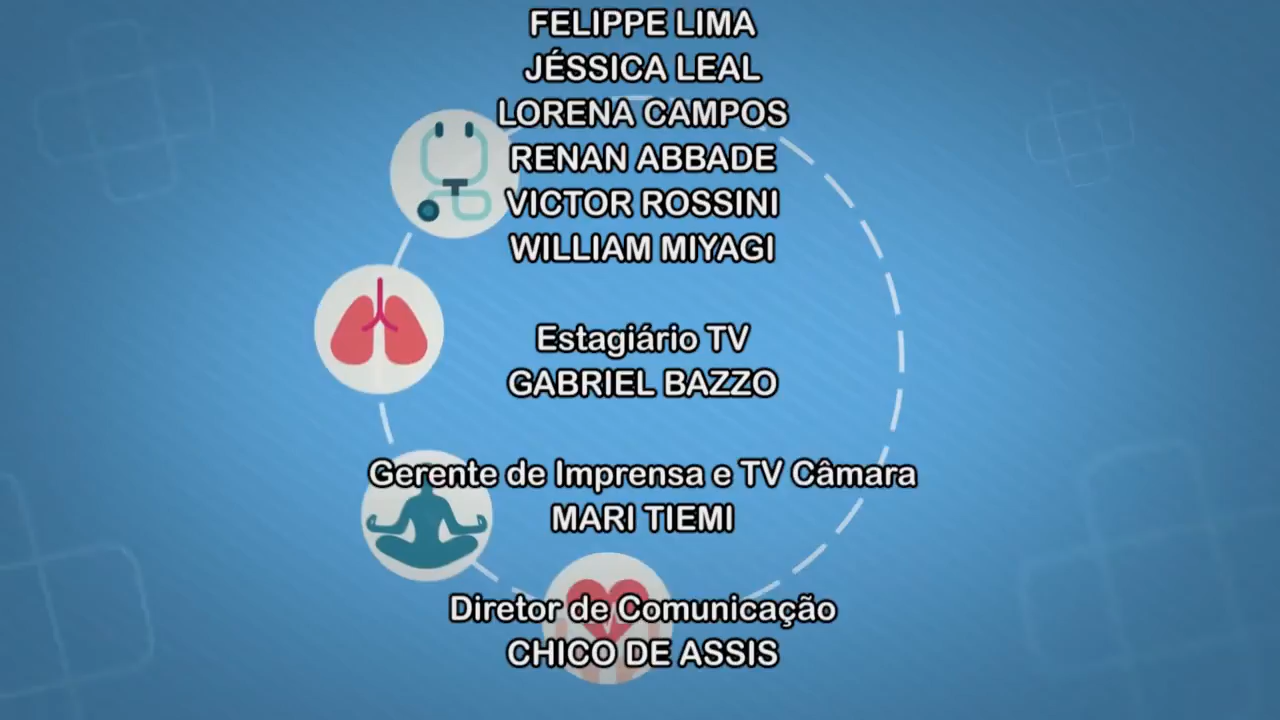 FELIPPE LIMA
JÉSSICA LEAL
LORENA CAMPOS
RENAN ABBADE
VICTOR ROSSINI
WILLIAM MIYAGI
Estagiário TV
GABRIEL BAZZO
Gerente de Imprensa e TV Câmara
MARI TIEMI
Diretor de Comunicação
CHICO DE ASSIS